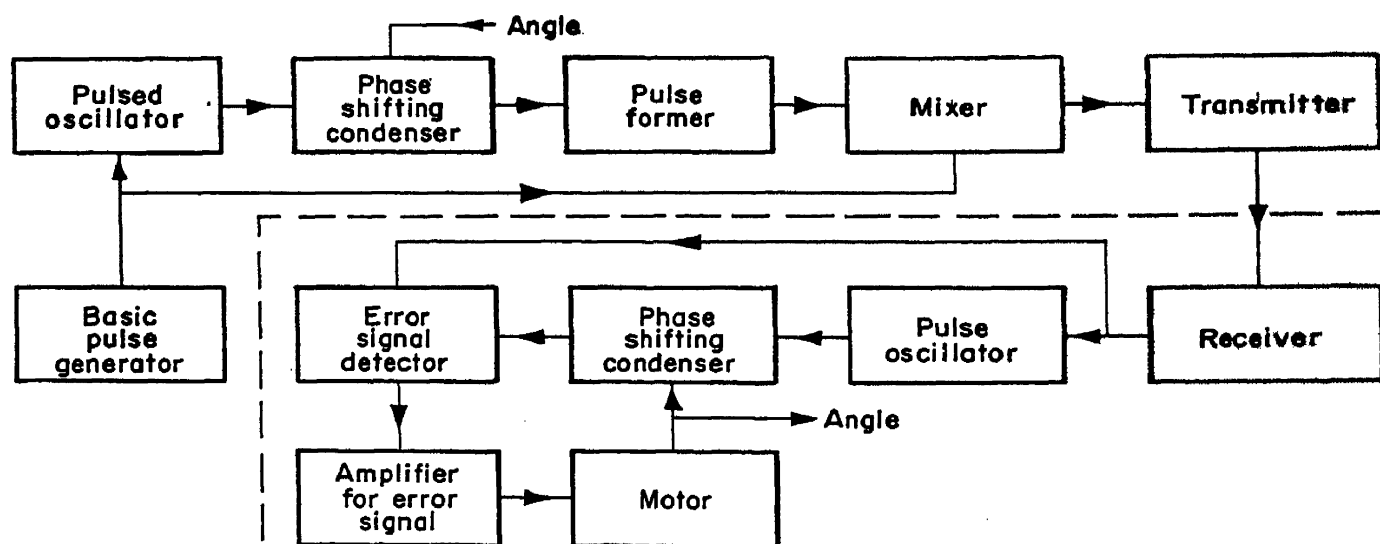 Angle
Pulsed
oscillator
Phase
shifting
condenser
Pulse
former
Mixer
Transmitter
Basic
pulse
generator
Error
signal
detector
Phase
shifting
condenser
Pulse
oscillator
Receiver
Angle
Amplifier
for error
signal
Motor